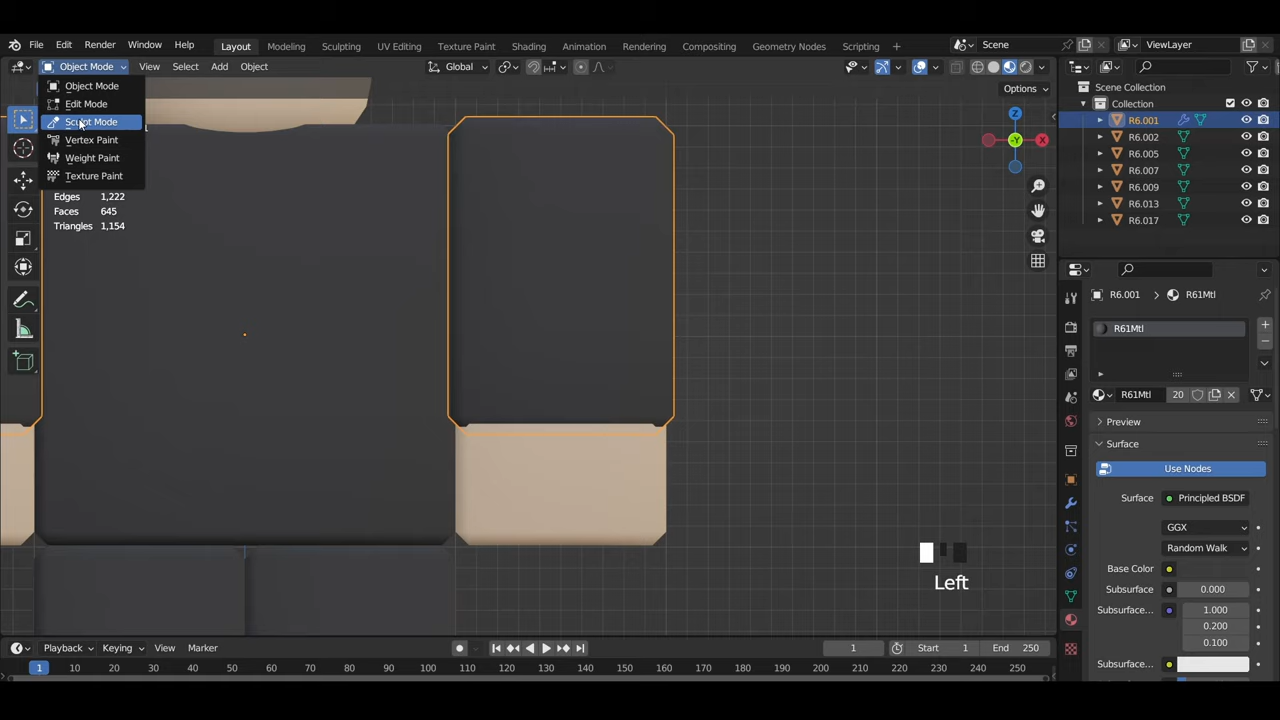 File Edit Render Window Help Layout Modeling Sculpting UV Editing Texture Paint Shading Animation Rendering Compositing Geometry Nodes Scripting + Scene ViewLayer
Object Mode View Select Add Object Global
Options
Object Mode
Edit Mode
Sculpt Mode
Vertex Paint
Weight Paint
Texture Paint
1
Edges 1,222
Faces 645
Triangles 1,154
Z
Y
X
Scene Collection
Collection
R6.001
R6.002
R6.005
R6.007
R6.009
R6.013
R6.017
R6.001 > R61Mtl
R61Mtl
R61Mtl 20
Preview
Surface
Use Nodes
Surface Principled BSDF
GGX
Random Walk
Base Color
Subsurface 0.000
Subsurface... 1.000
0.200
0.100
Subsurface...
Left
Playback Keying View Marker 1 Start 1 End 250
1 10 20 30 40 50 60 70 80 90 100 110 120 130 140 150 160 170 180 190 200 210 220 230 240 250